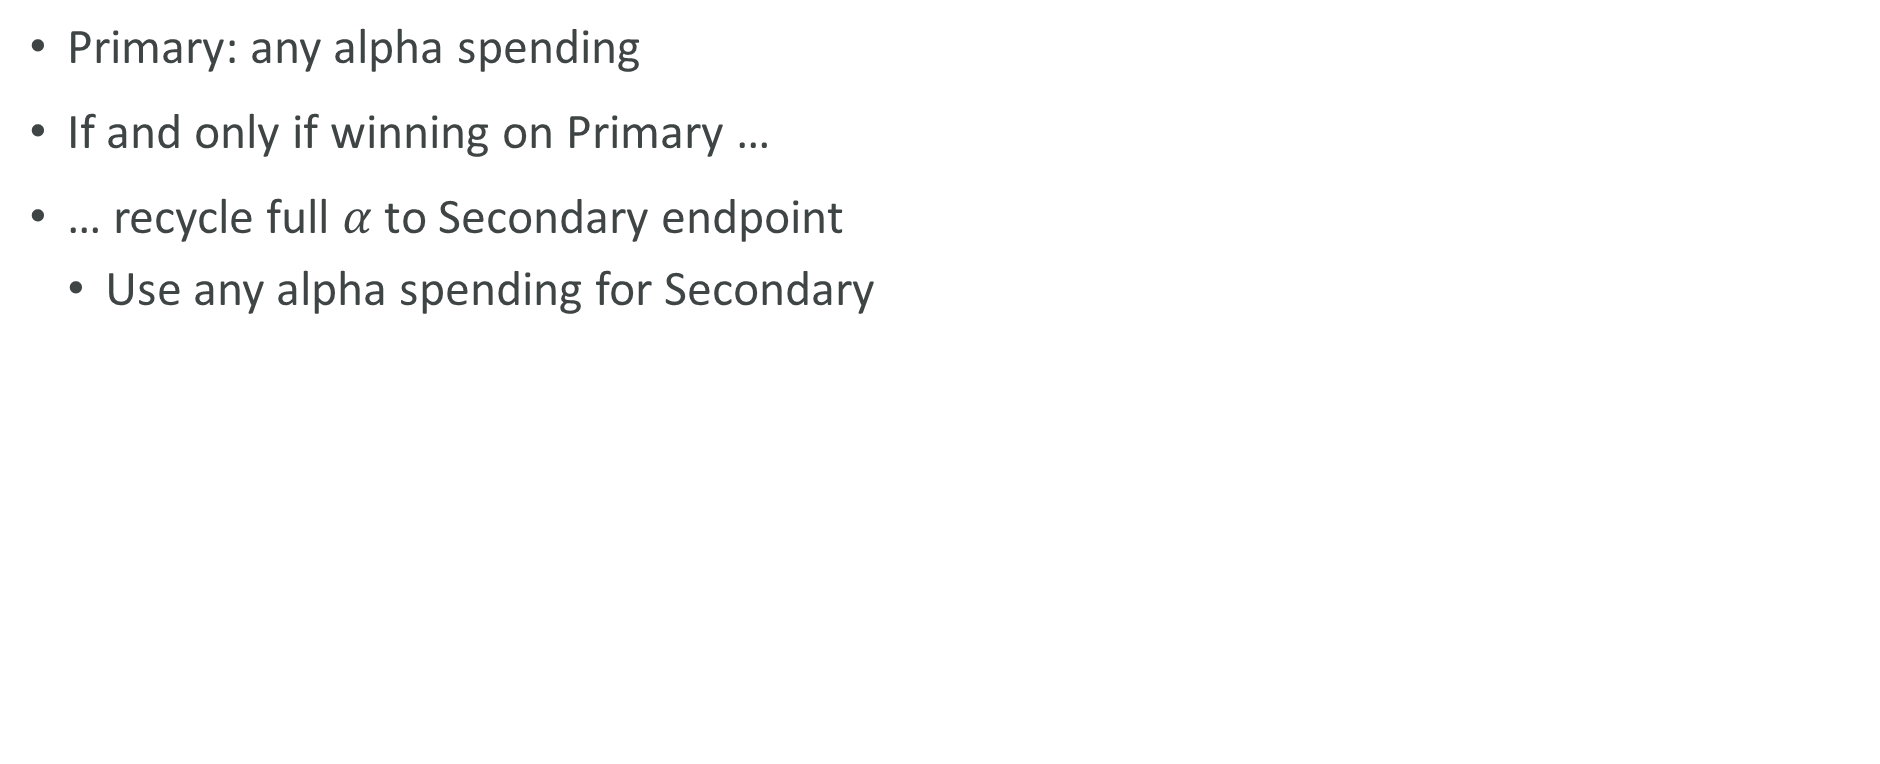 • Primary: any alpha spending
• If and only if winning on Primary …
• … recycle full α to Secondary endpoint
• Use any alpha spending for Secondary